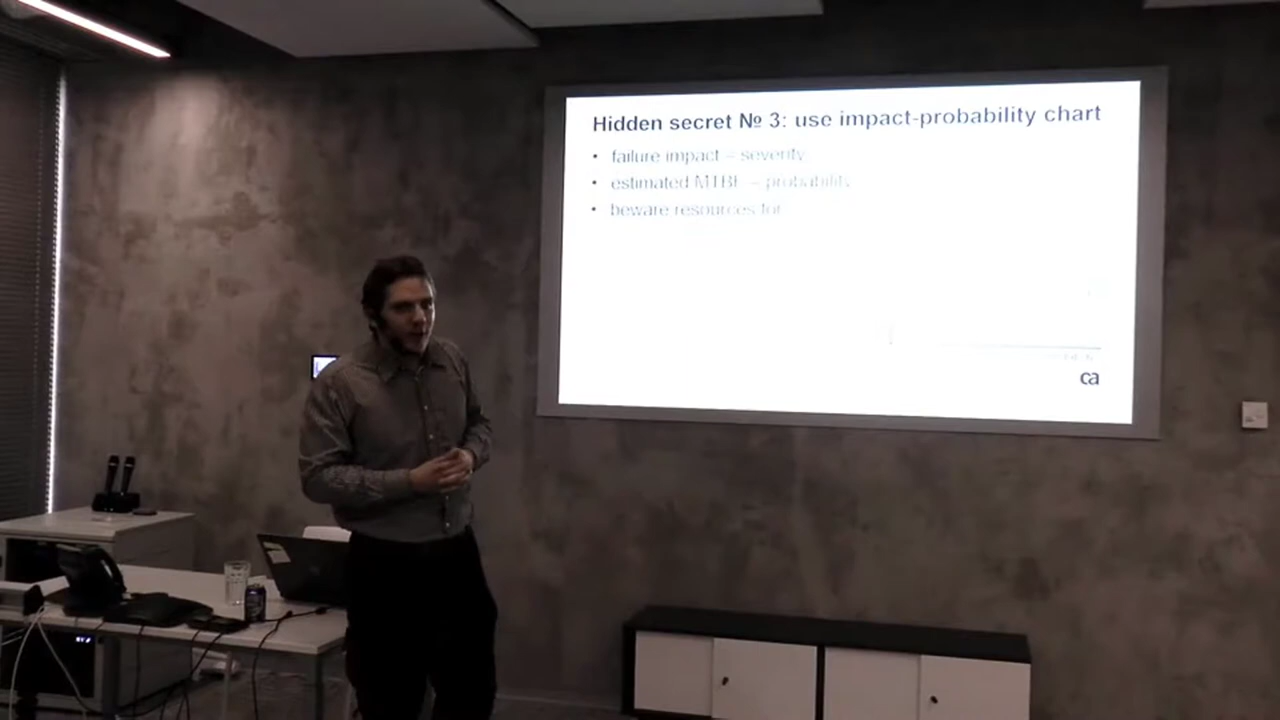 Hidden secret № 3: use impact-probability chart
• failure impact – severity
• estimated MTBF – probability
• beware resources for
ca